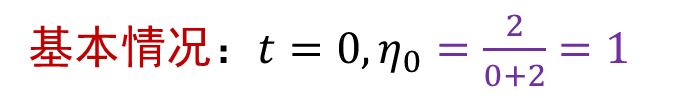 基本情况：t = 0, η₀ = 2/(0+2) = 1